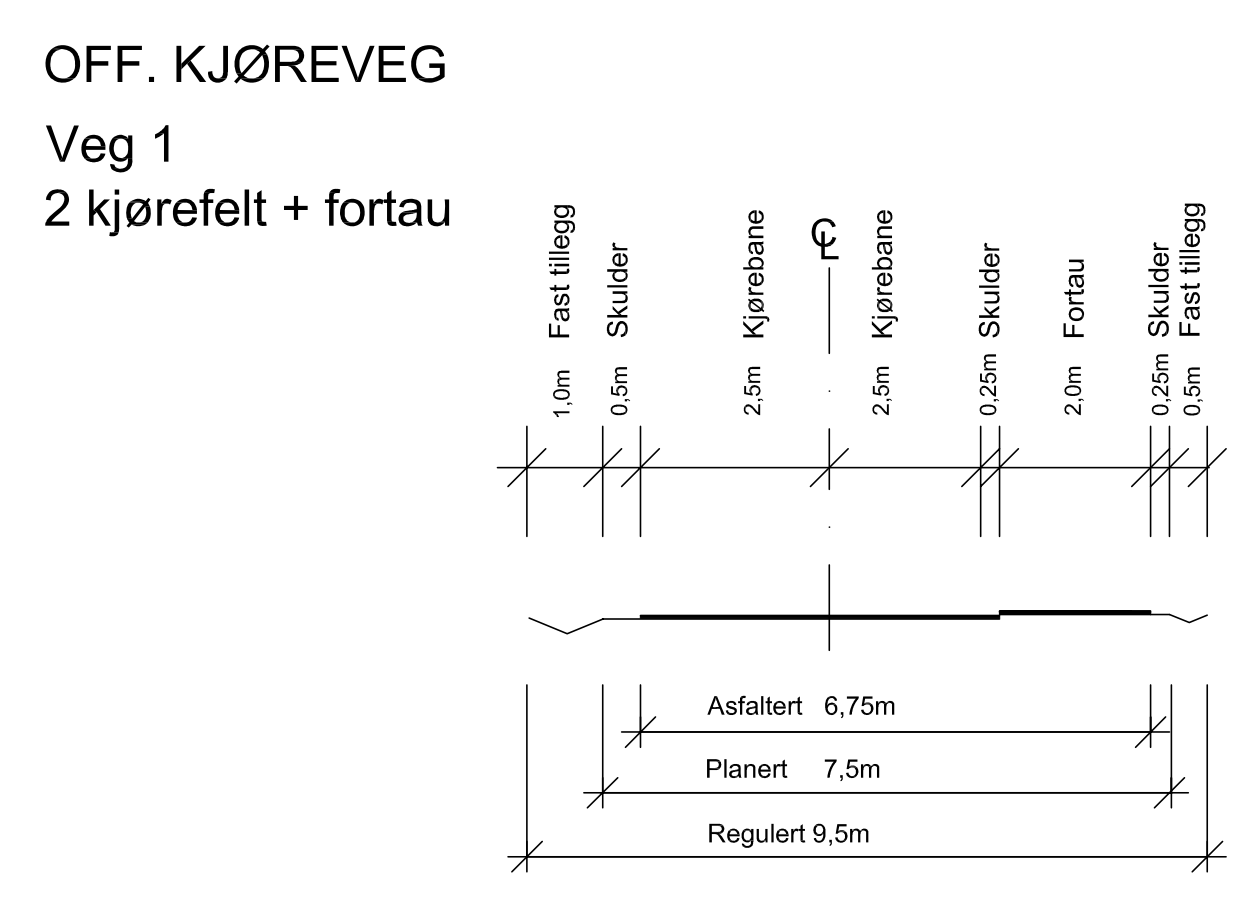 OFF. KJØREVEG
Veg 1
2 kjørefelt + fortau
1,0m Fast tillegg
0,5m Skulder
2,5m Kjørebane
℄
2,5m Kjørebane
0,25m Skulder
2,0m Fortau
0,25m Skulder
0,5m Fast tillegg
Asfaltert 6,75m
Planert 7,5m
Regulert 9,5m